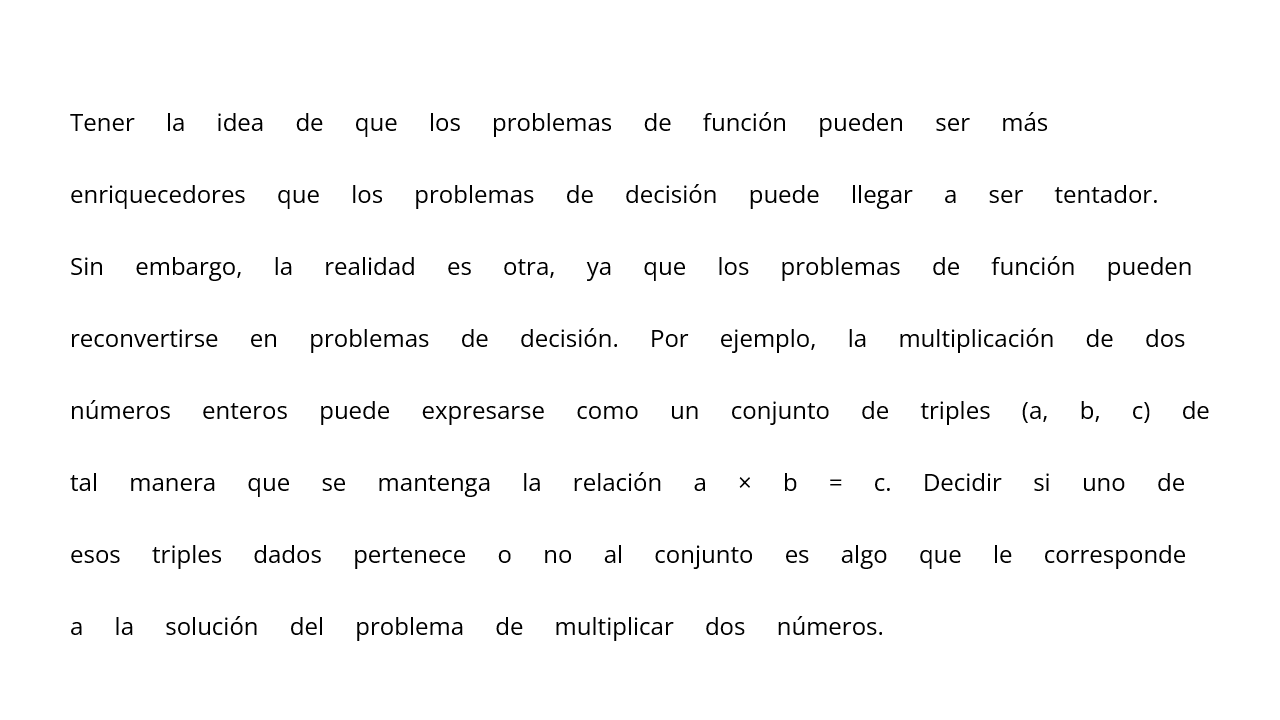 Tener la idea de que los problemas de función pueden ser más
enriquecedores que los problemas de decisión puede llegar a ser tentador.
Sin embargo, la realidad es otra, ya que los problemas de función pueden
reconvertirse en problemas de decisión. Por ejemplo, la multiplicación de dos
números enteros puede expresarse como un conjunto de triples (a, b, c) de
tal manera que se mantenga la relación a × b = c. Decidir si uno de
esos triples dados pertenece o no al conjunto es algo que le corresponde
a la solución del problema de multiplicar dos números.